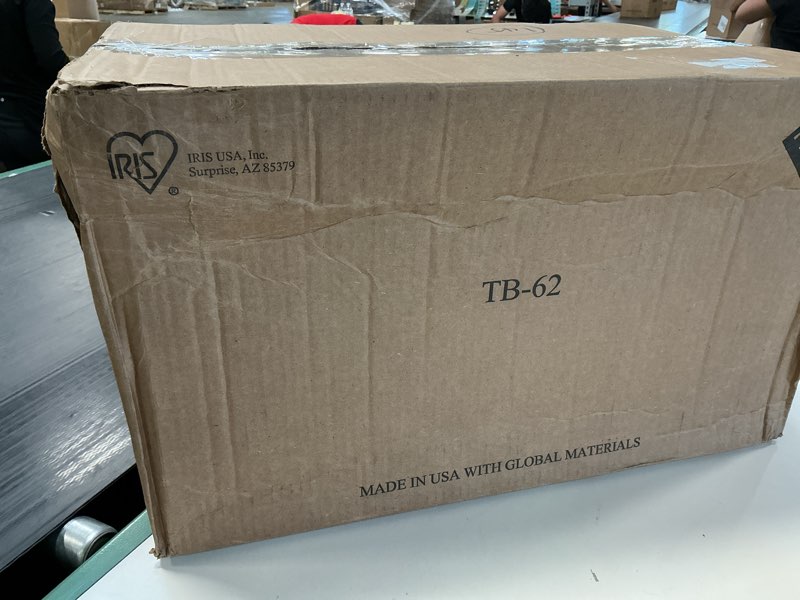 IRIS
®
IRIS USA, Inc.
Surprise, AZ 85379
TB-62
MADE IN USA WITH GLOBAL MATERIALS